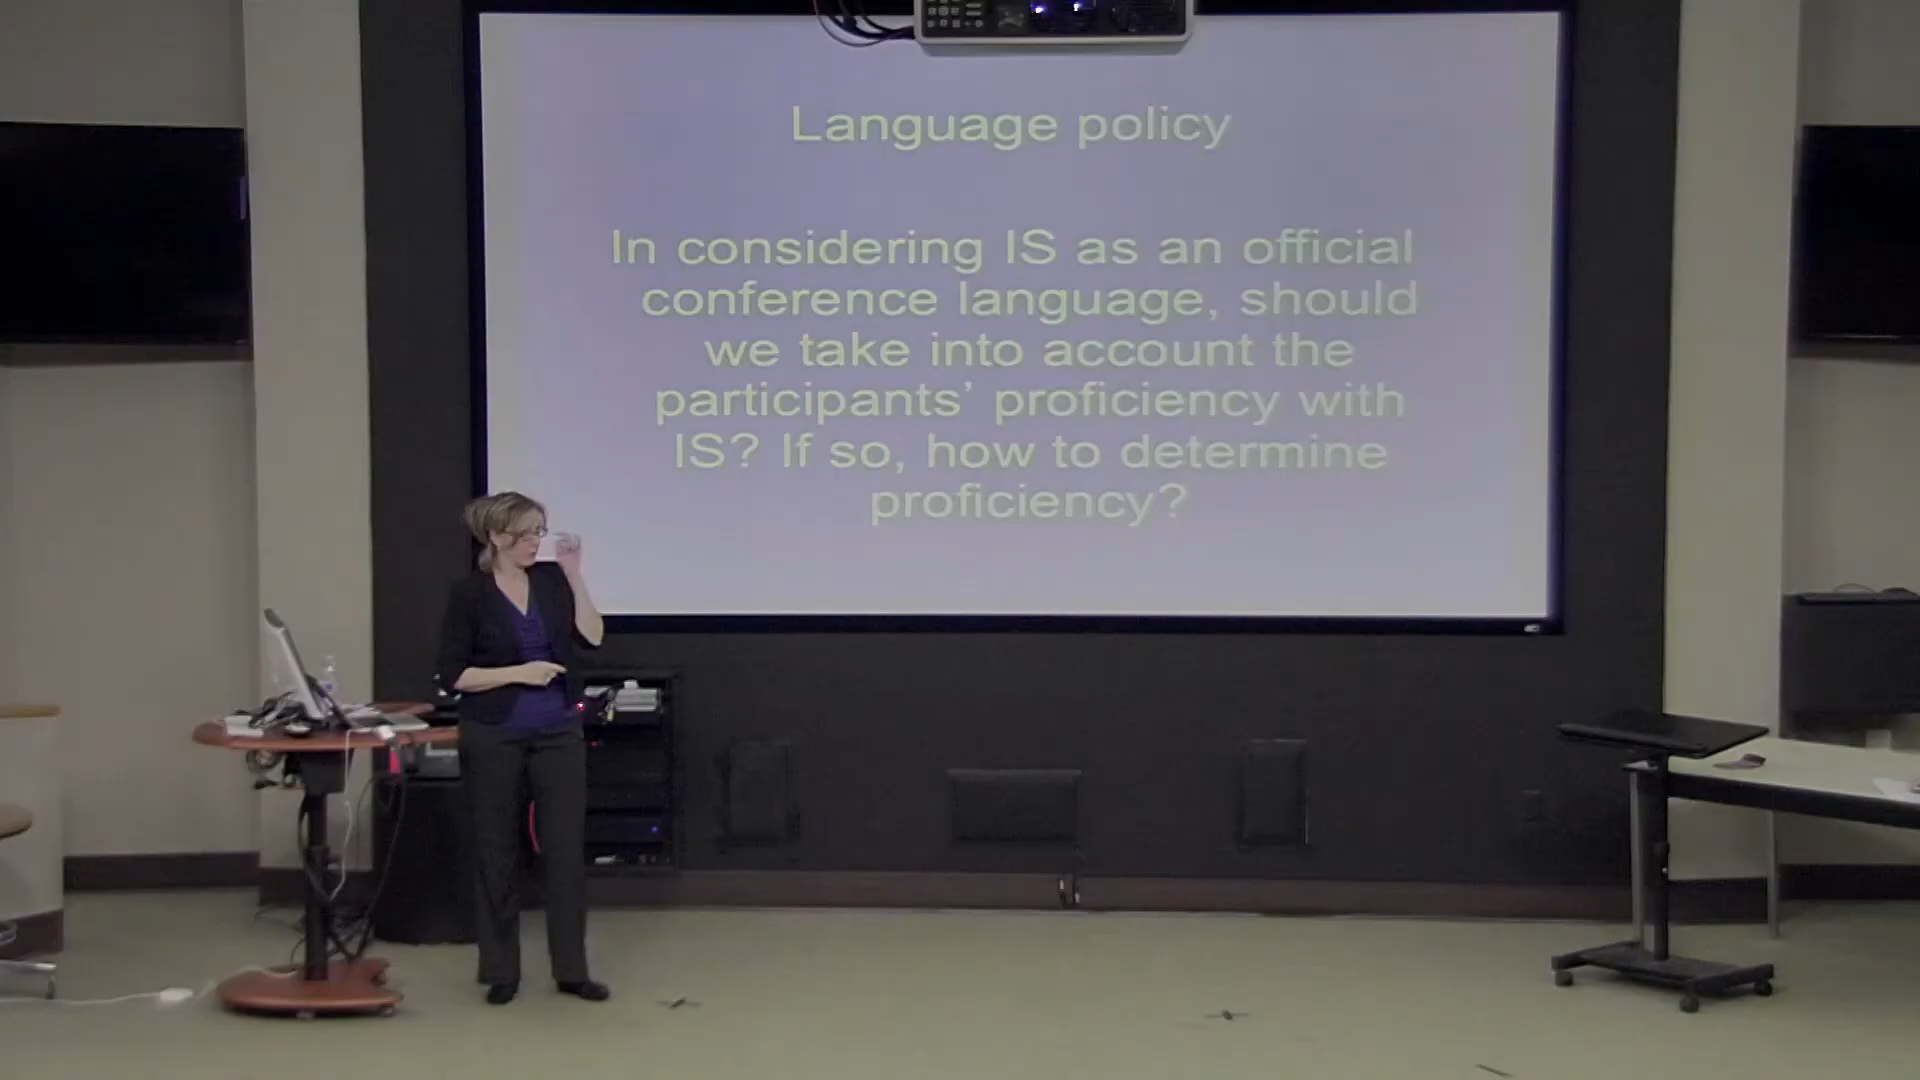 Language policy
In considering IS as an official
conference language, should
we take into account the
participants’ proficiency with
IS? If so, how to determine
proficiency?